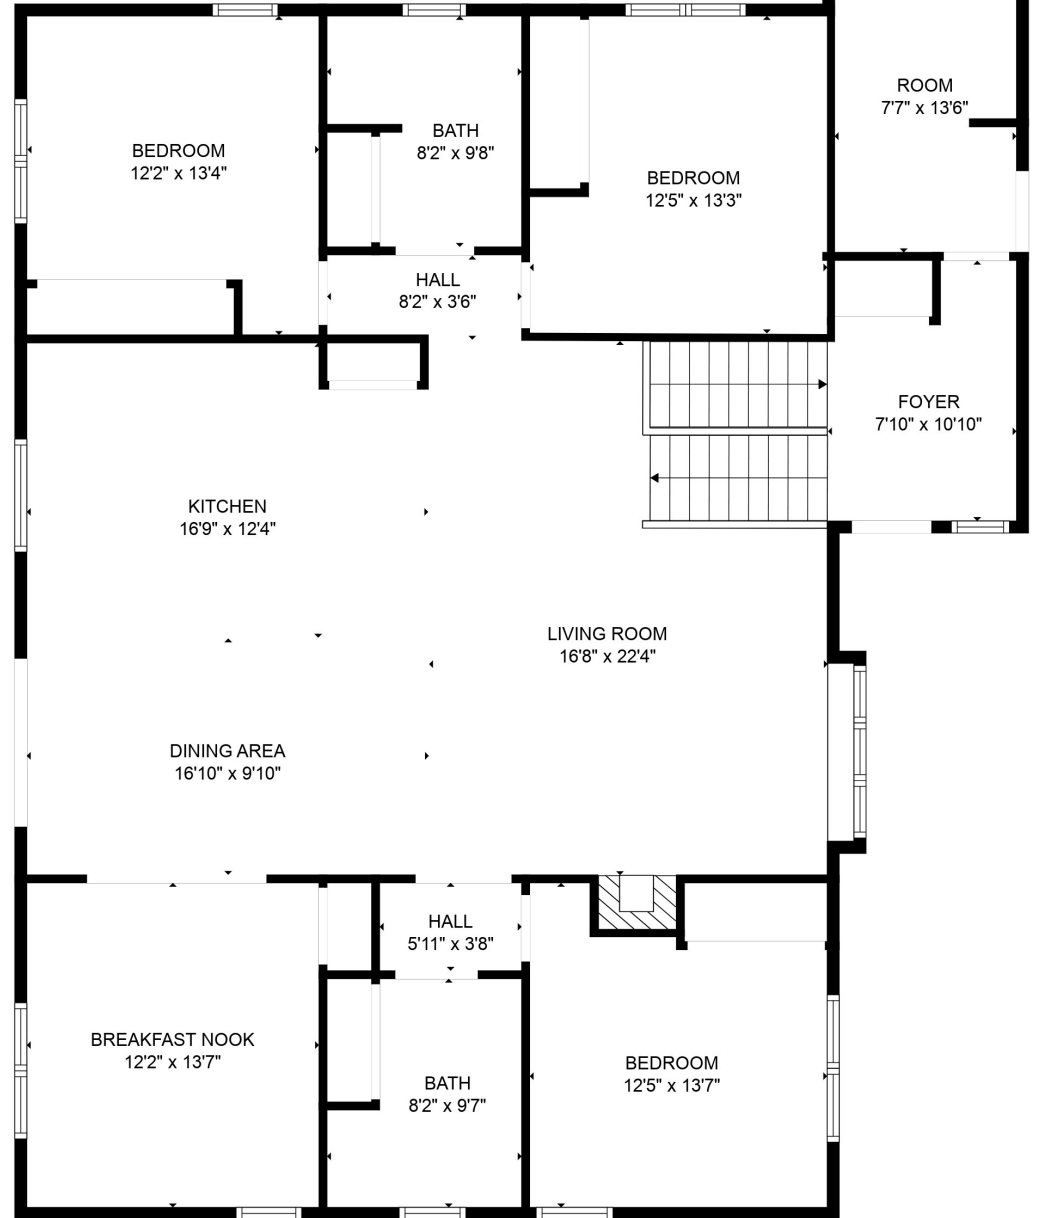 ROOM
7'7" x 13'6"
BEDROOM
12'2" x 13'4"
BATH
8'2" x 9'8"
BEDROOM
12'5" x 13'3"
HALL
8'2" x 3'6"
FOYER
7'10" x 10'10"
KITCHEN
16'9" x 12'4"
LIVING ROOM
16'8" x 22'4"
DINING AREA
16'10" x 9'10"
HALL
5'11" x 3'8"
BREAKFAST NOOK
12'2" x 13'7"
BATH
8'2" x 9'7"
BEDROOM
12'5" x 13'7"